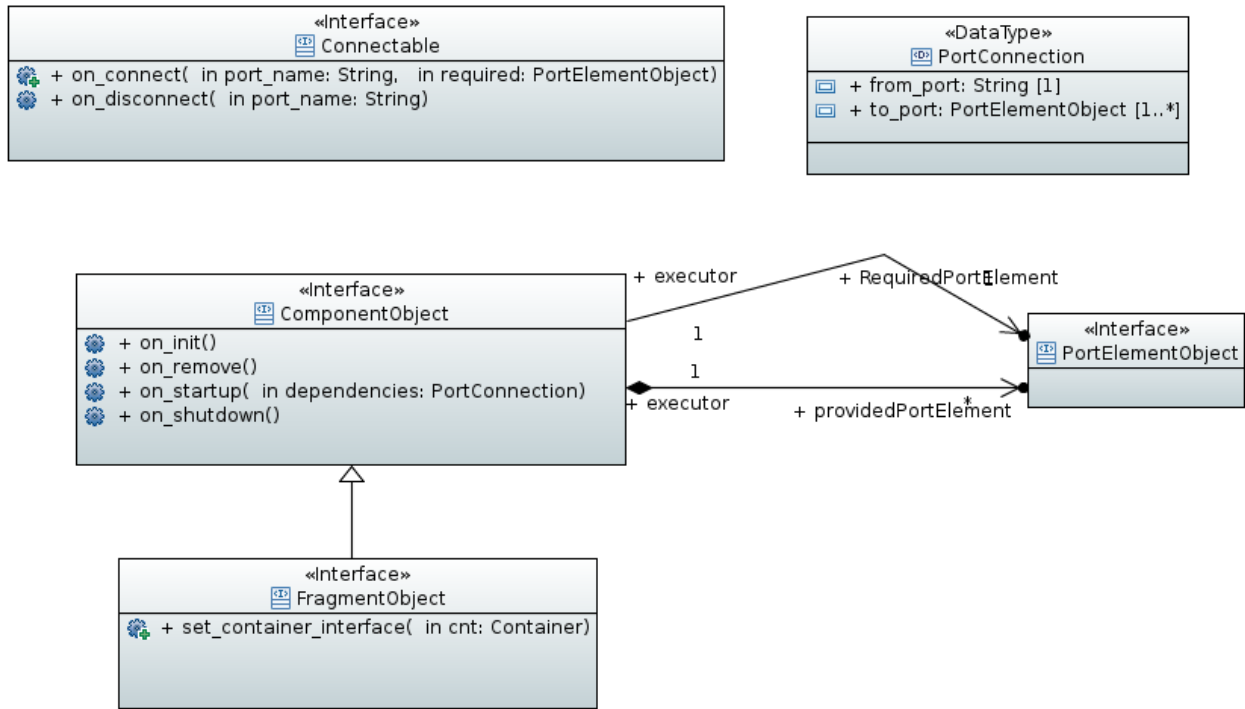 «Interface»
Connectable
+ on_connect( in port_name: String, in required: PortElementObject)
+ on_disconnect( in port_name: String)
«DataType»
PortConnection
+ from_port: String [1]
+ to_port: PortElementObject [1..*]
«Interface»
ComponentObject
+ on_init()
+ on_remove()
+ on_startup( in dependencies: PortConnection)
+ on_shutdown()
+ executor
1
+ RequiredPortElement
1
1
+ executor
+ providedPortElement
*
«Interface»
PortElementObject
«Interface»
FragmentObject
+ set_container_interface( in cnt: Container)